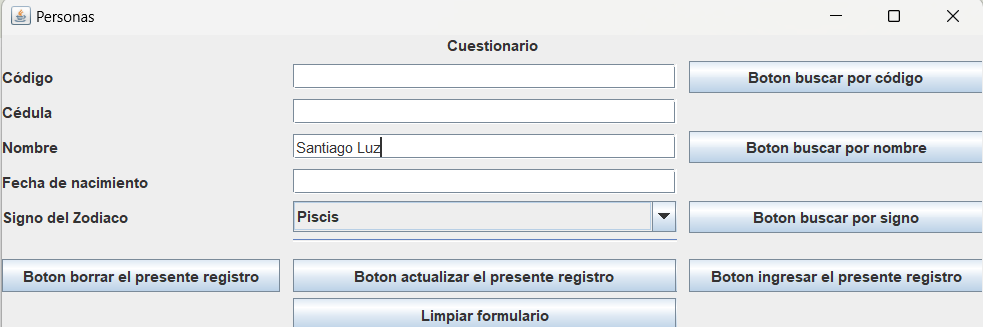 Personas
Cuestionario
Código
Boton buscar por código
Cédula
Nombre Santiago Luz
Boton buscar por nombre
Fecha de nacimiento
Signo del Zodiaco Piscis
Boton buscar por signo
Boton borrar el presente registro
Boton actualizar el presente registro
Boton ingresar el presente registro
Limpiar formulario